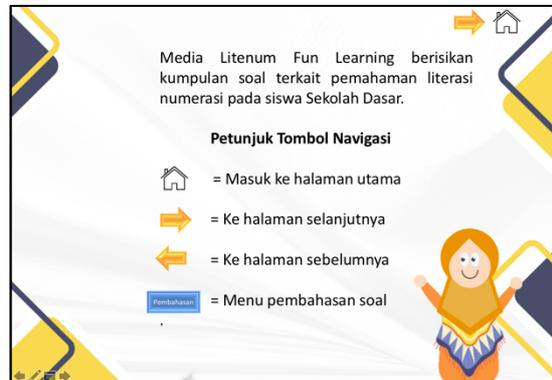 Media Litenum Fun Learning berisikan
kumpulan soal terkait pemahaman literasi
numerasi pada siswa Sekolah Dasar.
Petunjuk Tombol Navigasi
= Masuk ke halaman utama
= Ke halaman selanjutnya
= Ke halaman sebelumnya
Pembahasan = Menu pembahasan soal
.